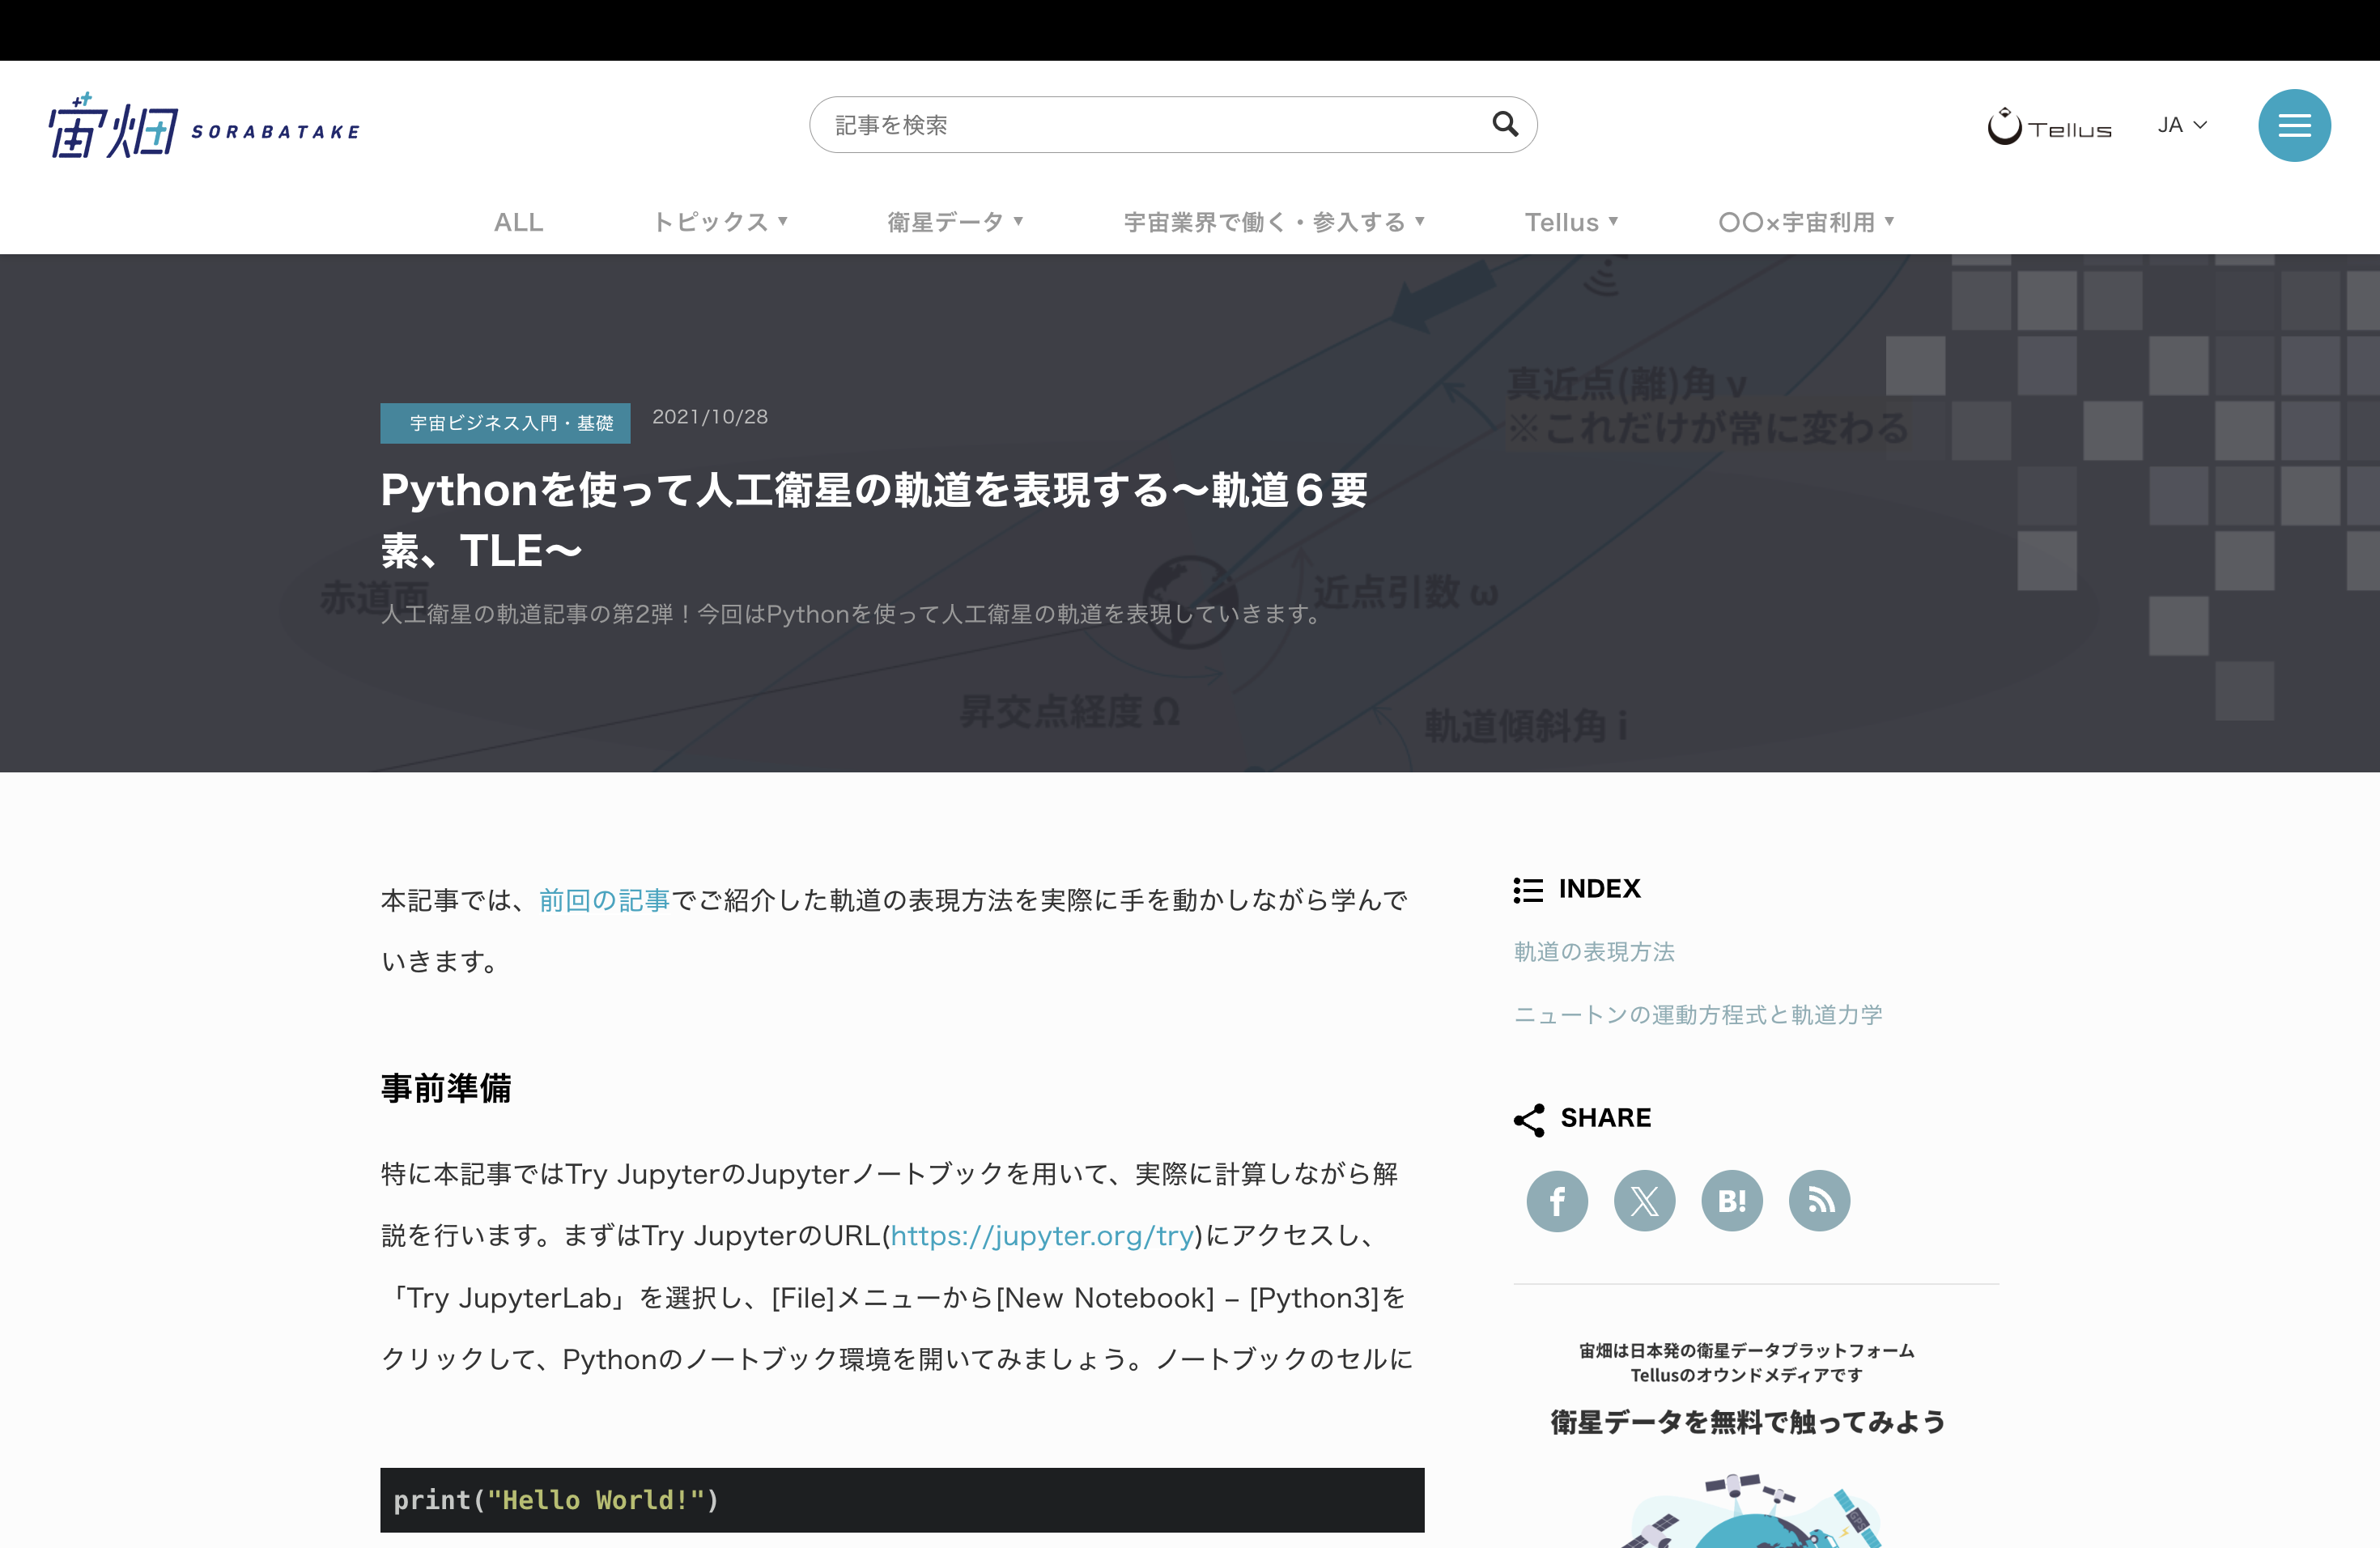 宙畑 SORABATAKE
記事を検索
Tellus
JA
ALL
トピックス ▼
衛星データ ▼
宇宙業界で働く・参入する ▼
Tellus ▼
〇〇×宇宙利用 ▼
真近点(離)角 ν
※これだけが常に変わる
宇宙ビジネス入門・基礎
2021/10/28
Pythonを使って人工衛星の軌道を表現する〜軌道６要
素、TLE〜
赤道面
近点引数 ω
人工衛星の軌道記事の第2弾！今回はPythonを使って人工衛星の軌道を表現していきます。
昇交点経度 Ω
軌道傾斜角 i
本記事では、前回の記事でご紹介した軌道の表現方法を実際に手を動かしながら学んで
いきます。
事前準備
特に本記事ではTry JupyterのJupyterノートブックを用いて、実際に計算しながら解
説を行います。まずはTry JupyterのURL(https://jupyter.org/try)にアクセスし、
「Try JupyterLab」を選択し、[File]メニューから[New Notebook] – [Python3]を
クリックして、Pythonのノートブック環境を開いてみましょう。ノートブックのセルに
print("Hello World!")
INDEX
軌道の表現方法
ニュートンの運動方程式と軌道力学
SHARE
f
X
B!
宙畑は日本発の衛星データプラットフォーム
Tellusのオウンドメディアです
衛星データを無料で触ってみよう
GPS